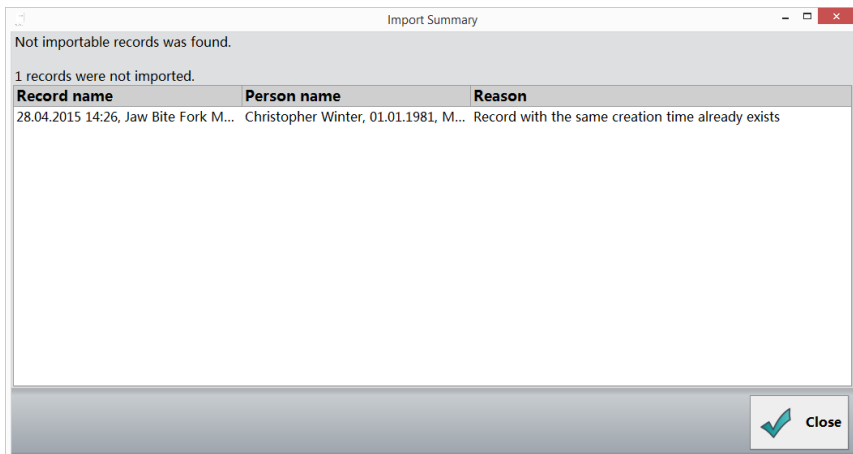 Import Summary
Not importable records was found.
1 records were not imported.
Record name Person name Reason
28.04.2015 14:26, Jaw Bite Fork M... Christopher Winter, 01.01.1981, M... Record with the same creation time already exists
Close